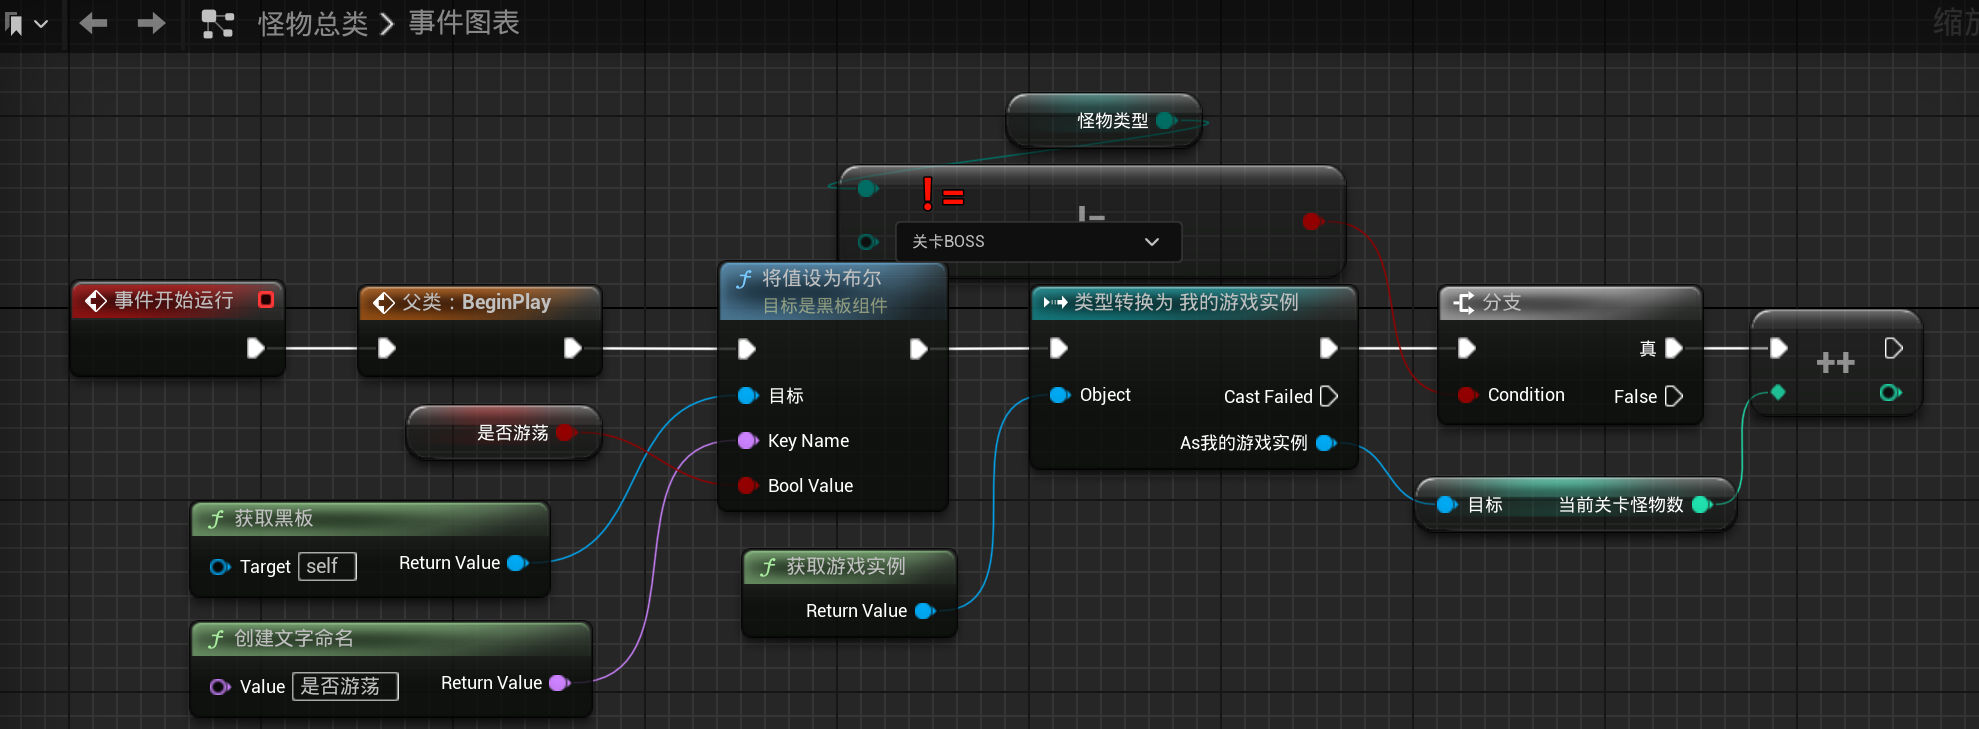 怪物总类 > 事件图表
缩放
怪物类型
!=
!=
关卡BOSS
事件开始运行
父类：BeginPlay
将值设为布尔
目标是黑板组件
目标
Key Name
Bool Value
类型转换为 我的游戏实例
Object
Cast Failed
As我的游戏实例
分支
真
Condition
False
++
是否游荡
目标
当前关卡怪物数
获取黑板
Target
self
Return Value
获取游戏实例
Return Value
创建文字命名
Value
是否游荡
Return Value